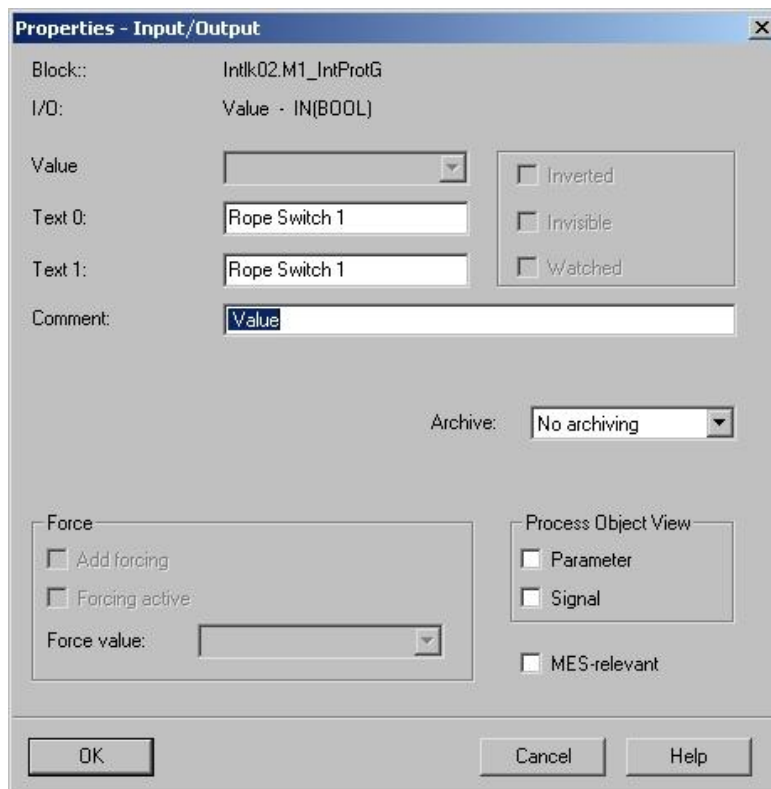 Properties - Input/Output
Block:: Intlk02.M1_IntProtG
I/O: Value - IN(BOOL)
Value
Inverted
Text 0: Rope Switch 1
Invisible
Text 1: Rope Switch 1
Watched
Comment: Value
Archive: No archiving
Force
Add forcing
Forcing active
Force value:
Process Object View
Parameter
Signal
MES-relevant
OK Cancel Help